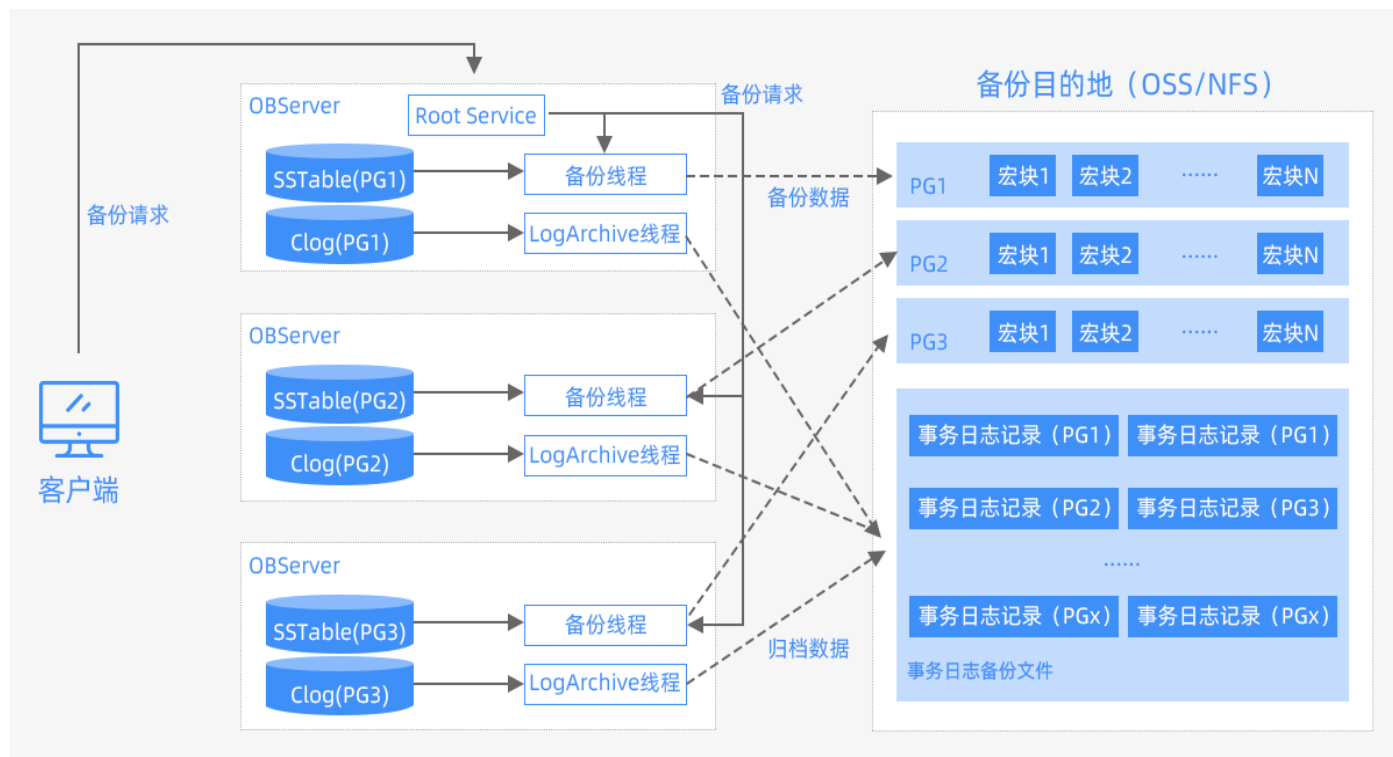 备份目的地（OSS/NFS）
备份请求
OBServer
Root Service
SSTable(PG1)
备份线程
备份数据
Clog(PG1)
LogArchive线程
备份请求
客户端
OBServer
SSTable(PG2)
备份线程
Clog(PG2)
LogArchive线程
OBServer
SSTable(PG3)
备份线程
Clog(PG3)
LogArchive线程
归档数据
PG1 宏块1 宏块2 ······ 宏块N
PG2 宏块1 宏块2 ······ 宏块N
PG3 宏块1 宏块2 ······ 宏块N
事务日志记录（PG1） 事务日志记录（PG1）
事务日志记录（PG2） 事务日志记录（PG3）
······
事务日志记录（PGx） 事务日志记录（PGx）
事务日志备份文件